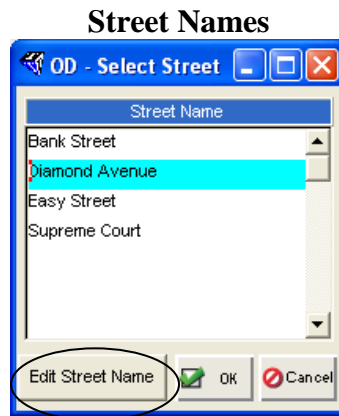 Street Names
OD - Select Street
Street Name
Bank Street
Diamond Avenue
Easy Street
Supreme Court
Edit Street Name OK Cancel